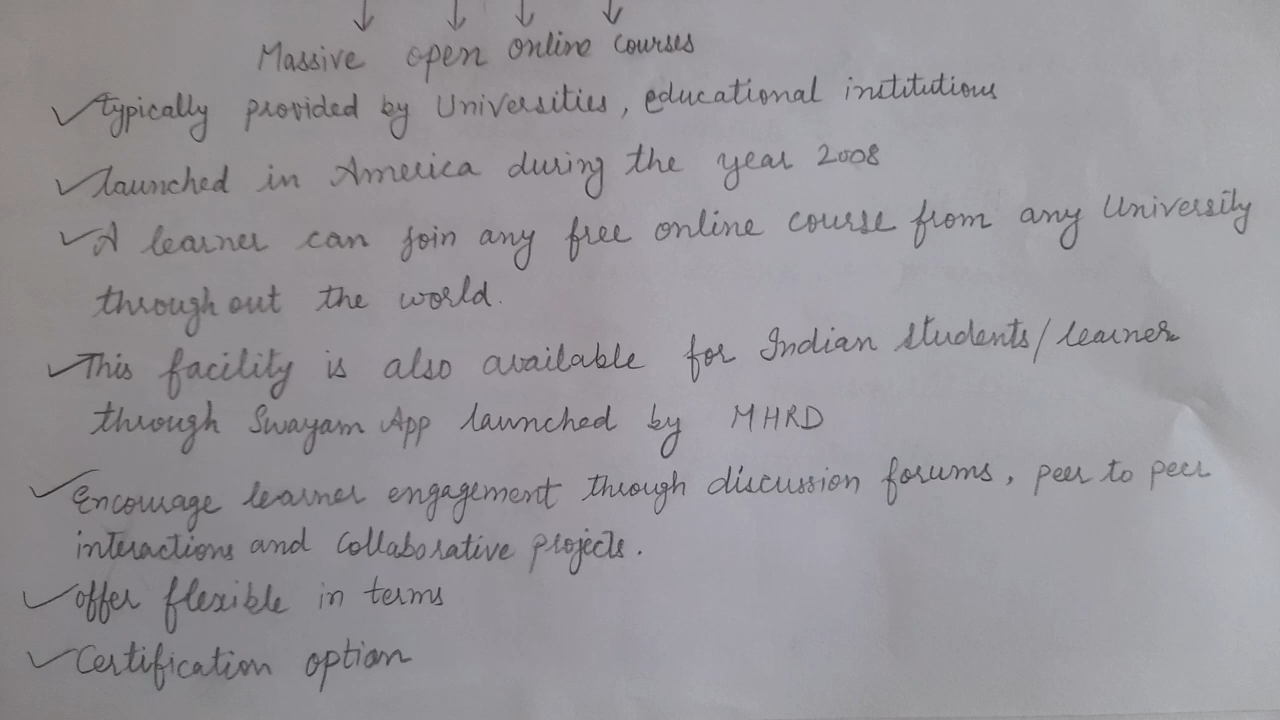 Massive open online courses
✓ typically provided by Universities, educational institutions
✓ launched in America during the year 2008
✓ A learner can join any free online course from any University
through out the world.
✓ This facility is also available for Indian students/learner
through Swayam App launched by MHRD
✓ Encourage learner engagement through discussion forums, peer to peer
interactions and collaborative projects.
✓ offer flexible in terms
✓ Certification option